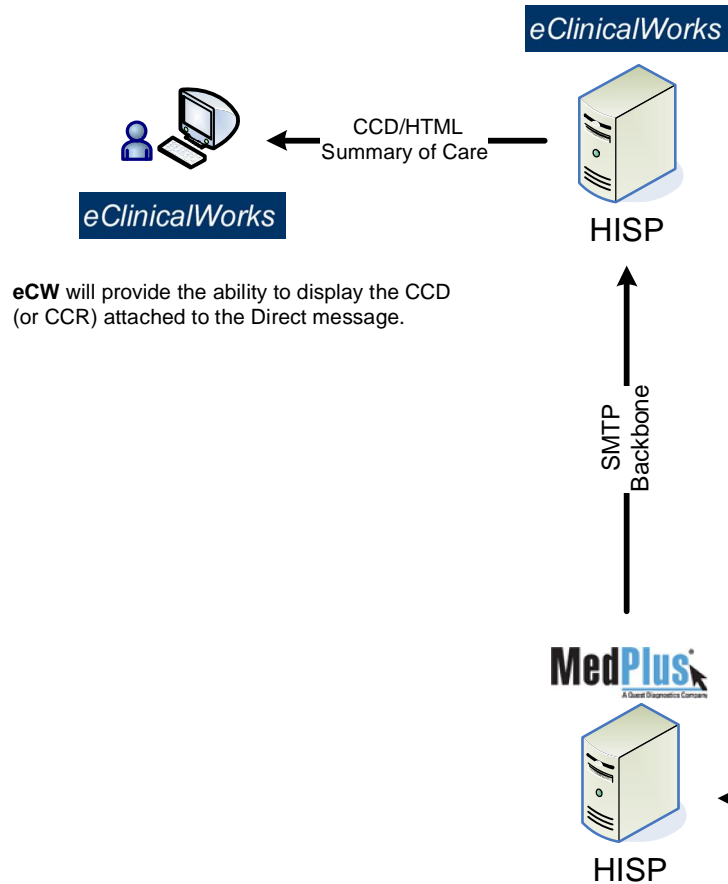 eClinicalWorks
CCD/HTML
Summary of Care
eClinicalWorks
HISP
eCW will provide the ability to display the CCD
(or CCR) attached to the Direct message.
SMTP
Backbone
MedPlus
A Quest Diagnostics Company
HISP